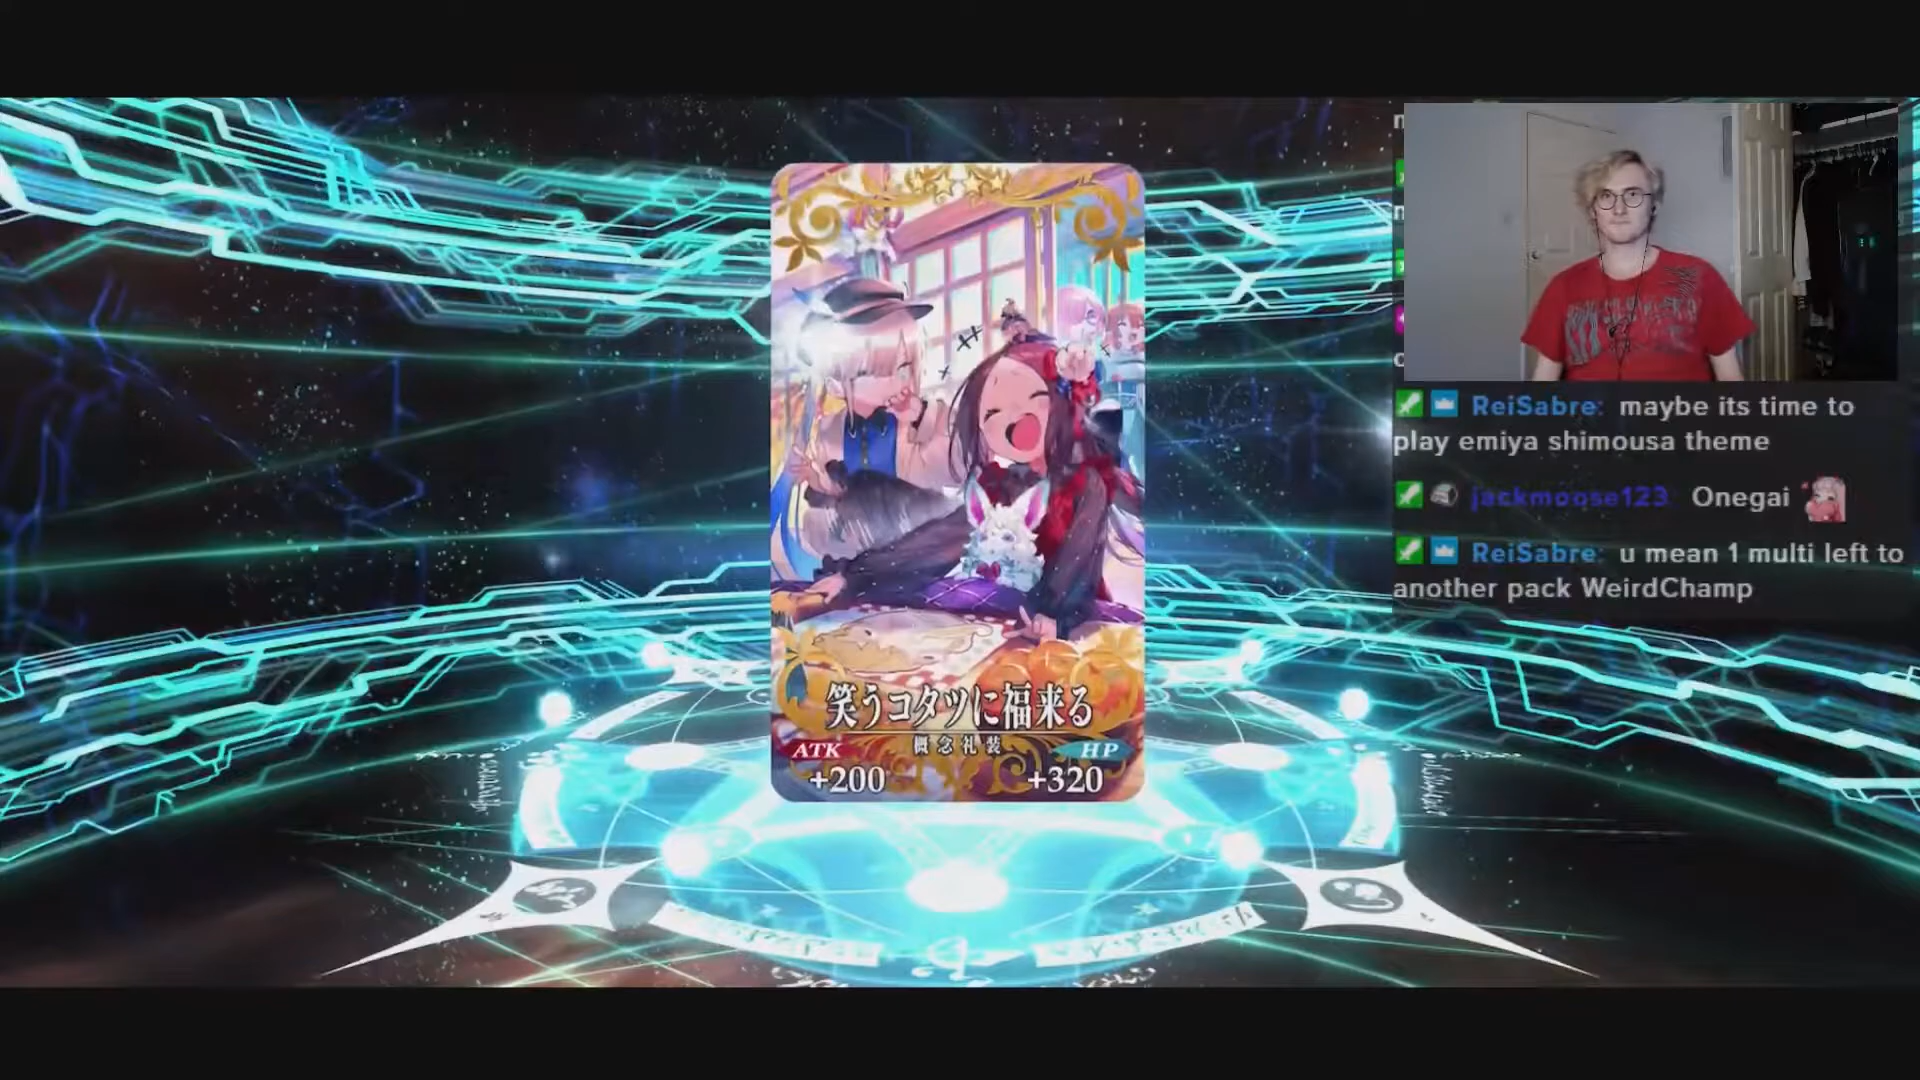 笑うコタツに福来る
ATK
概念礼装
HP
+200
+320
ReiSabre: maybe its time to
play emiya shimousa theme
jackmoose123 Onegai
ReiSabre: u mean 1 multi left to
another pack WeirdChamp